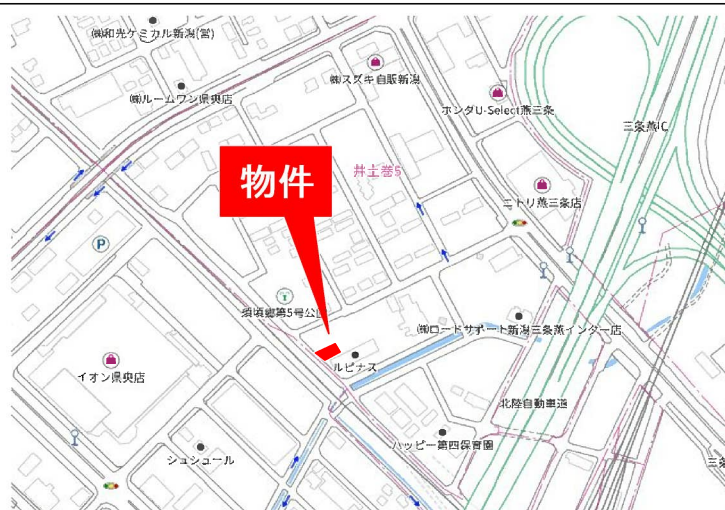 ㈱和光ケミカル新潟(営)
㈱スズキ自販新潟
㈱ルームワン県央店
ホンダU-Select燕三条
三条燕IC
物件
井土巻5
ニトリ燕三条店
P
須頃郷第5号公園
㈱ロードサポート新潟三条燕インター店
ルピナス
イオン県央店
北陸自動車道
ハッピー第四保育園
シュシュール
三条